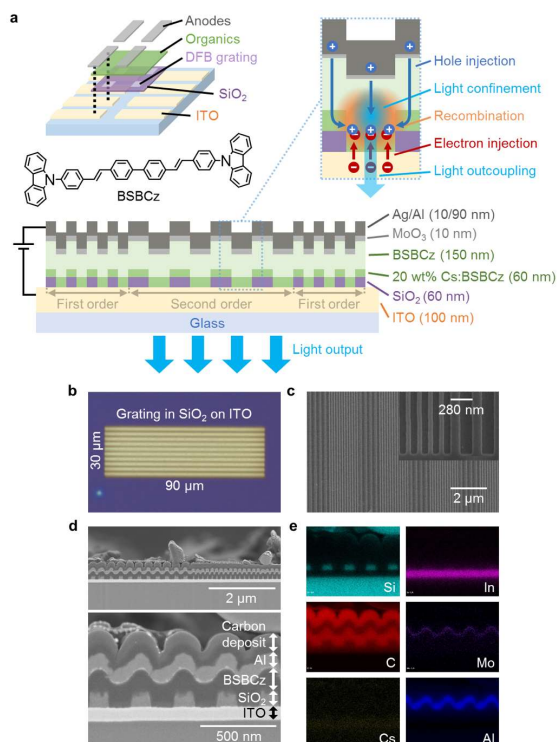 a
Anodes
Organics
DFB grating
SiO₂
ITO
N
N
BSBCz
Hole injection
Light confinement
Recombination
Electron injection
Light outcoupling
Ag/Al (10/90 nm)
MoO₃ (10 nm)
BSBCz (150 nm)
20 wt% Cs:BSBCz (60 nm)
SiO₂ (60 nm)
ITO (100 nm)
First order
Second order
First order
Glass
Light output
b
Grating in SiO₂ on ITO
30 µm
90 µm
c
280 nm
2 µm
d
2 µm
Carbon
deposit
Al
BSBCz
SiO₂
ITO
500 nm
e
Si
In
C
Mo
Cs
Al